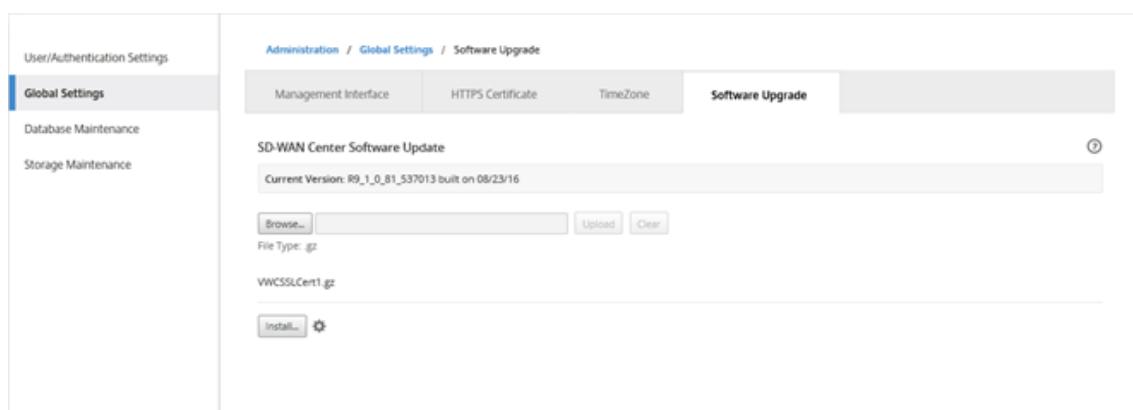 User/Authentication Settings
Global Settings
Database Maintenance
Storage Maintenance
Administration / Global Settings / Software Upgrade
Management Interface HTTPS Certificate TimeZone Software Upgrade
SD-WAN Center Software Update
Current Version: R9_1_0_81_537013 built on 08/23/16
Browse... Upload Clear
File Type: .gz
VWCSSLCert1.gz
Install...